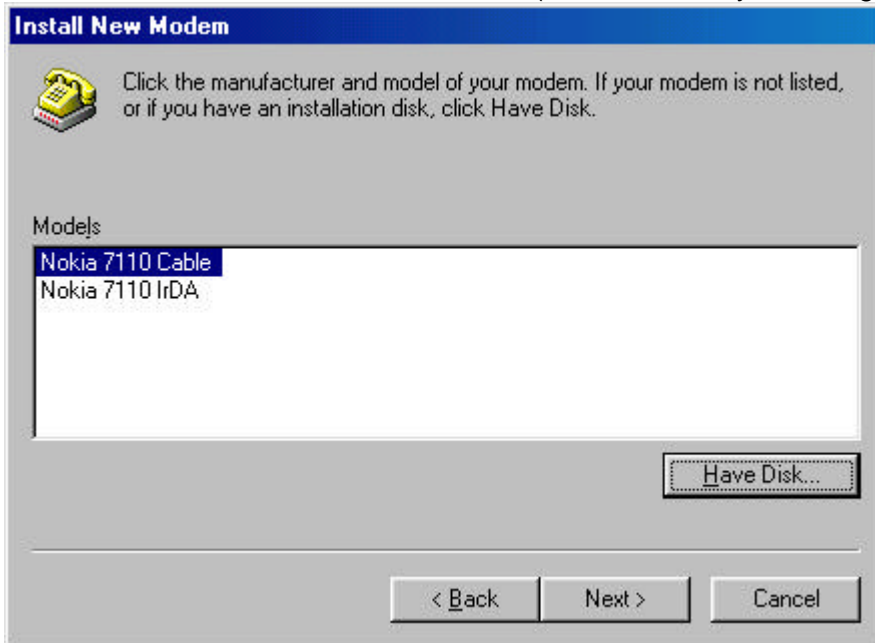 Install New Modem
Click the manufacturer and model of your modem. If your modem is not listed,
or if you have an installation disk, click Have Disk.
Models
Nokia 7110 Cable
Nokia 7110 IrDA
Have Disk...
< Back Next > Cancel